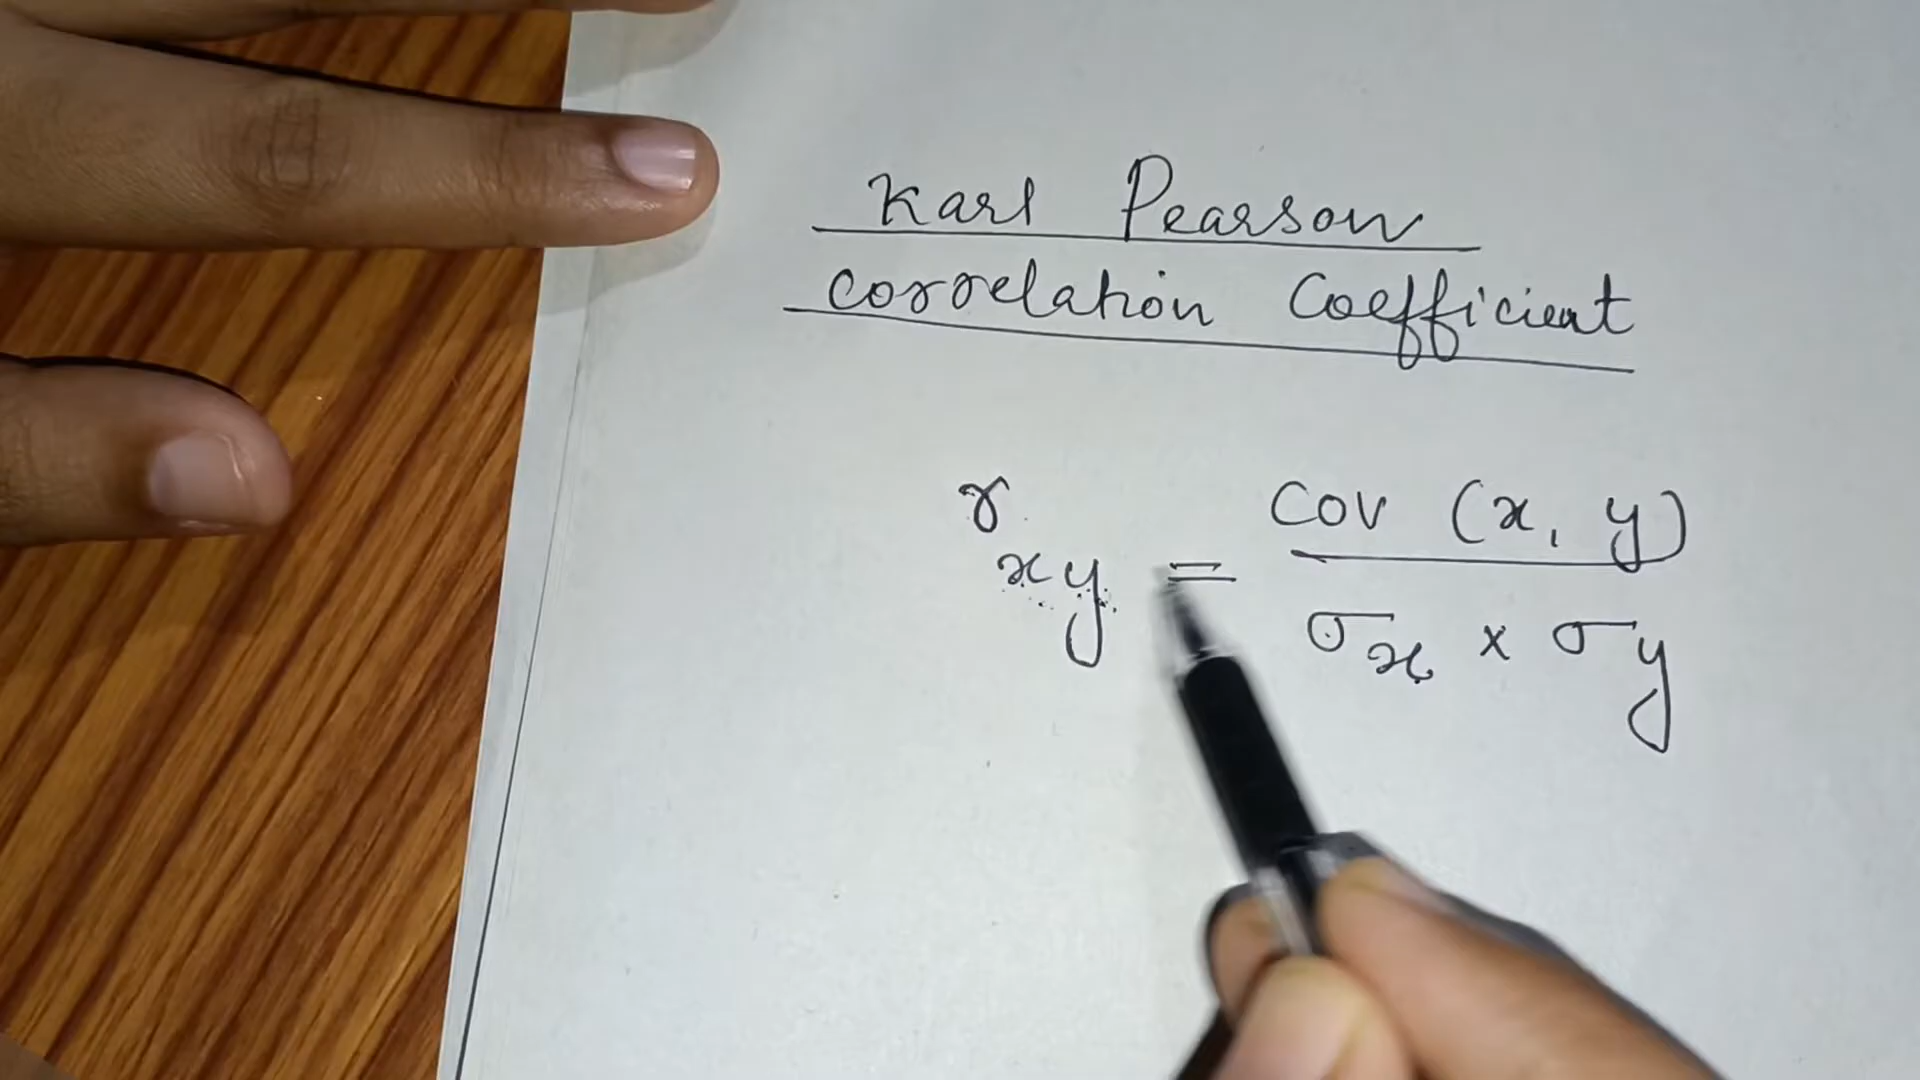 Karl Pearson
correlation Coefficient
r xy = cov (x, y)
σx × σy